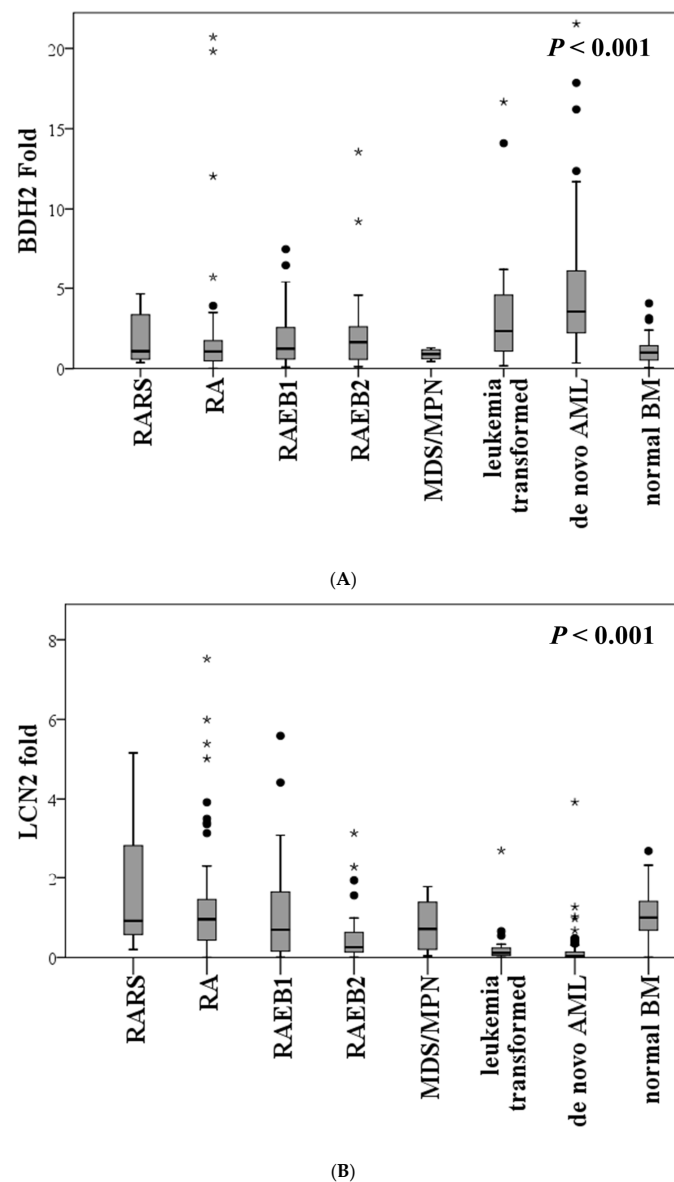 P < 0.001
20
15
10
5
0
BDH2 Fold
RARS
RA
RAEB1
RAEB2
MDS/MPN
leukemia
transformed
de novo AML
normal BM
(A)
P < 0.001
8
6
4
2
0
LCN2 fold
RARS
RA
RAEB1
RAEB2
MDS/MPN
leukemia
transformed
de novo AML
normal BM
(B)